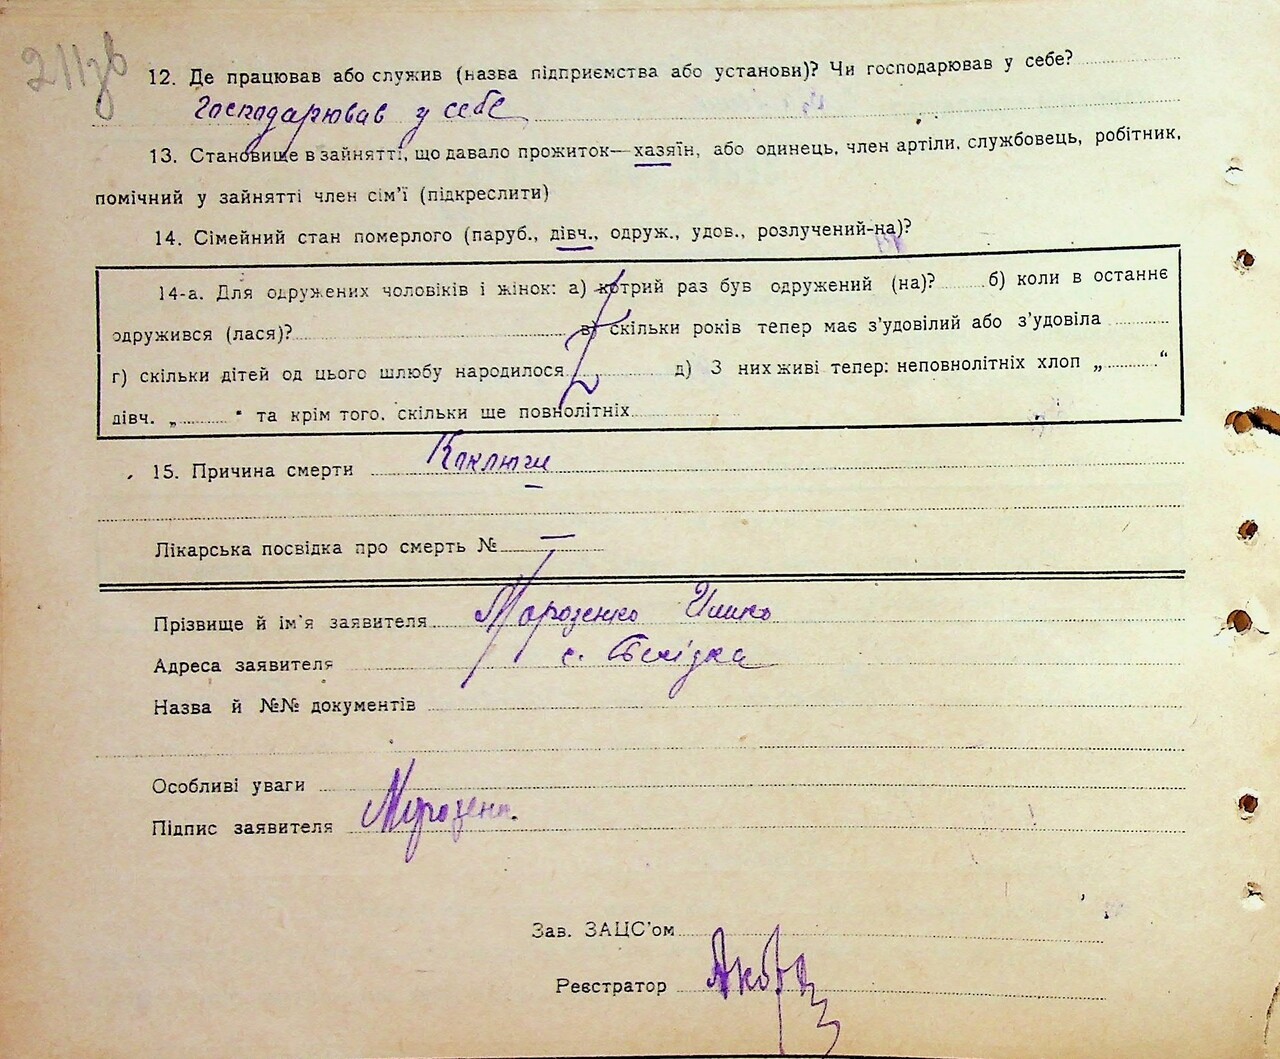 211зв
12. Де працював або служив (назва підприємства або установи)? Чи господарював у себе?
Господарював у себе
13. Становище в зайнятті, що давало прожиток—хазяїн, або одинець, член артіли, службовець, робітник,
помічний у зайнятті член сім'ї (підкреслити)
14. Сімейний стан померлого (паруб., дівч., одруж., удов., розлучений-на)?
14-а. Для одружених чоловіків і жінок: а) котрий раз був одружений (на)? б) коли в останнє
одружився (лася)? в) скільки років тепер має з'удовілий або з'удовіла
г) скільки дітей од цього шлюбу народилося д) З них живі тепер: неповнолітніх хлоп „ “
дівч. „ “ та крім того, скільки ще повнолітніх
15. Причина смерти
Лікарська посвідка про смерть № —
Прізвище й ім'я заявителя Морозенко
Адреса заявителя с.
Назва й №№ документів
Особливі уваги
Підпис заявителя Морозенко
Зав. ЗАЦС'ом
Реєстратор